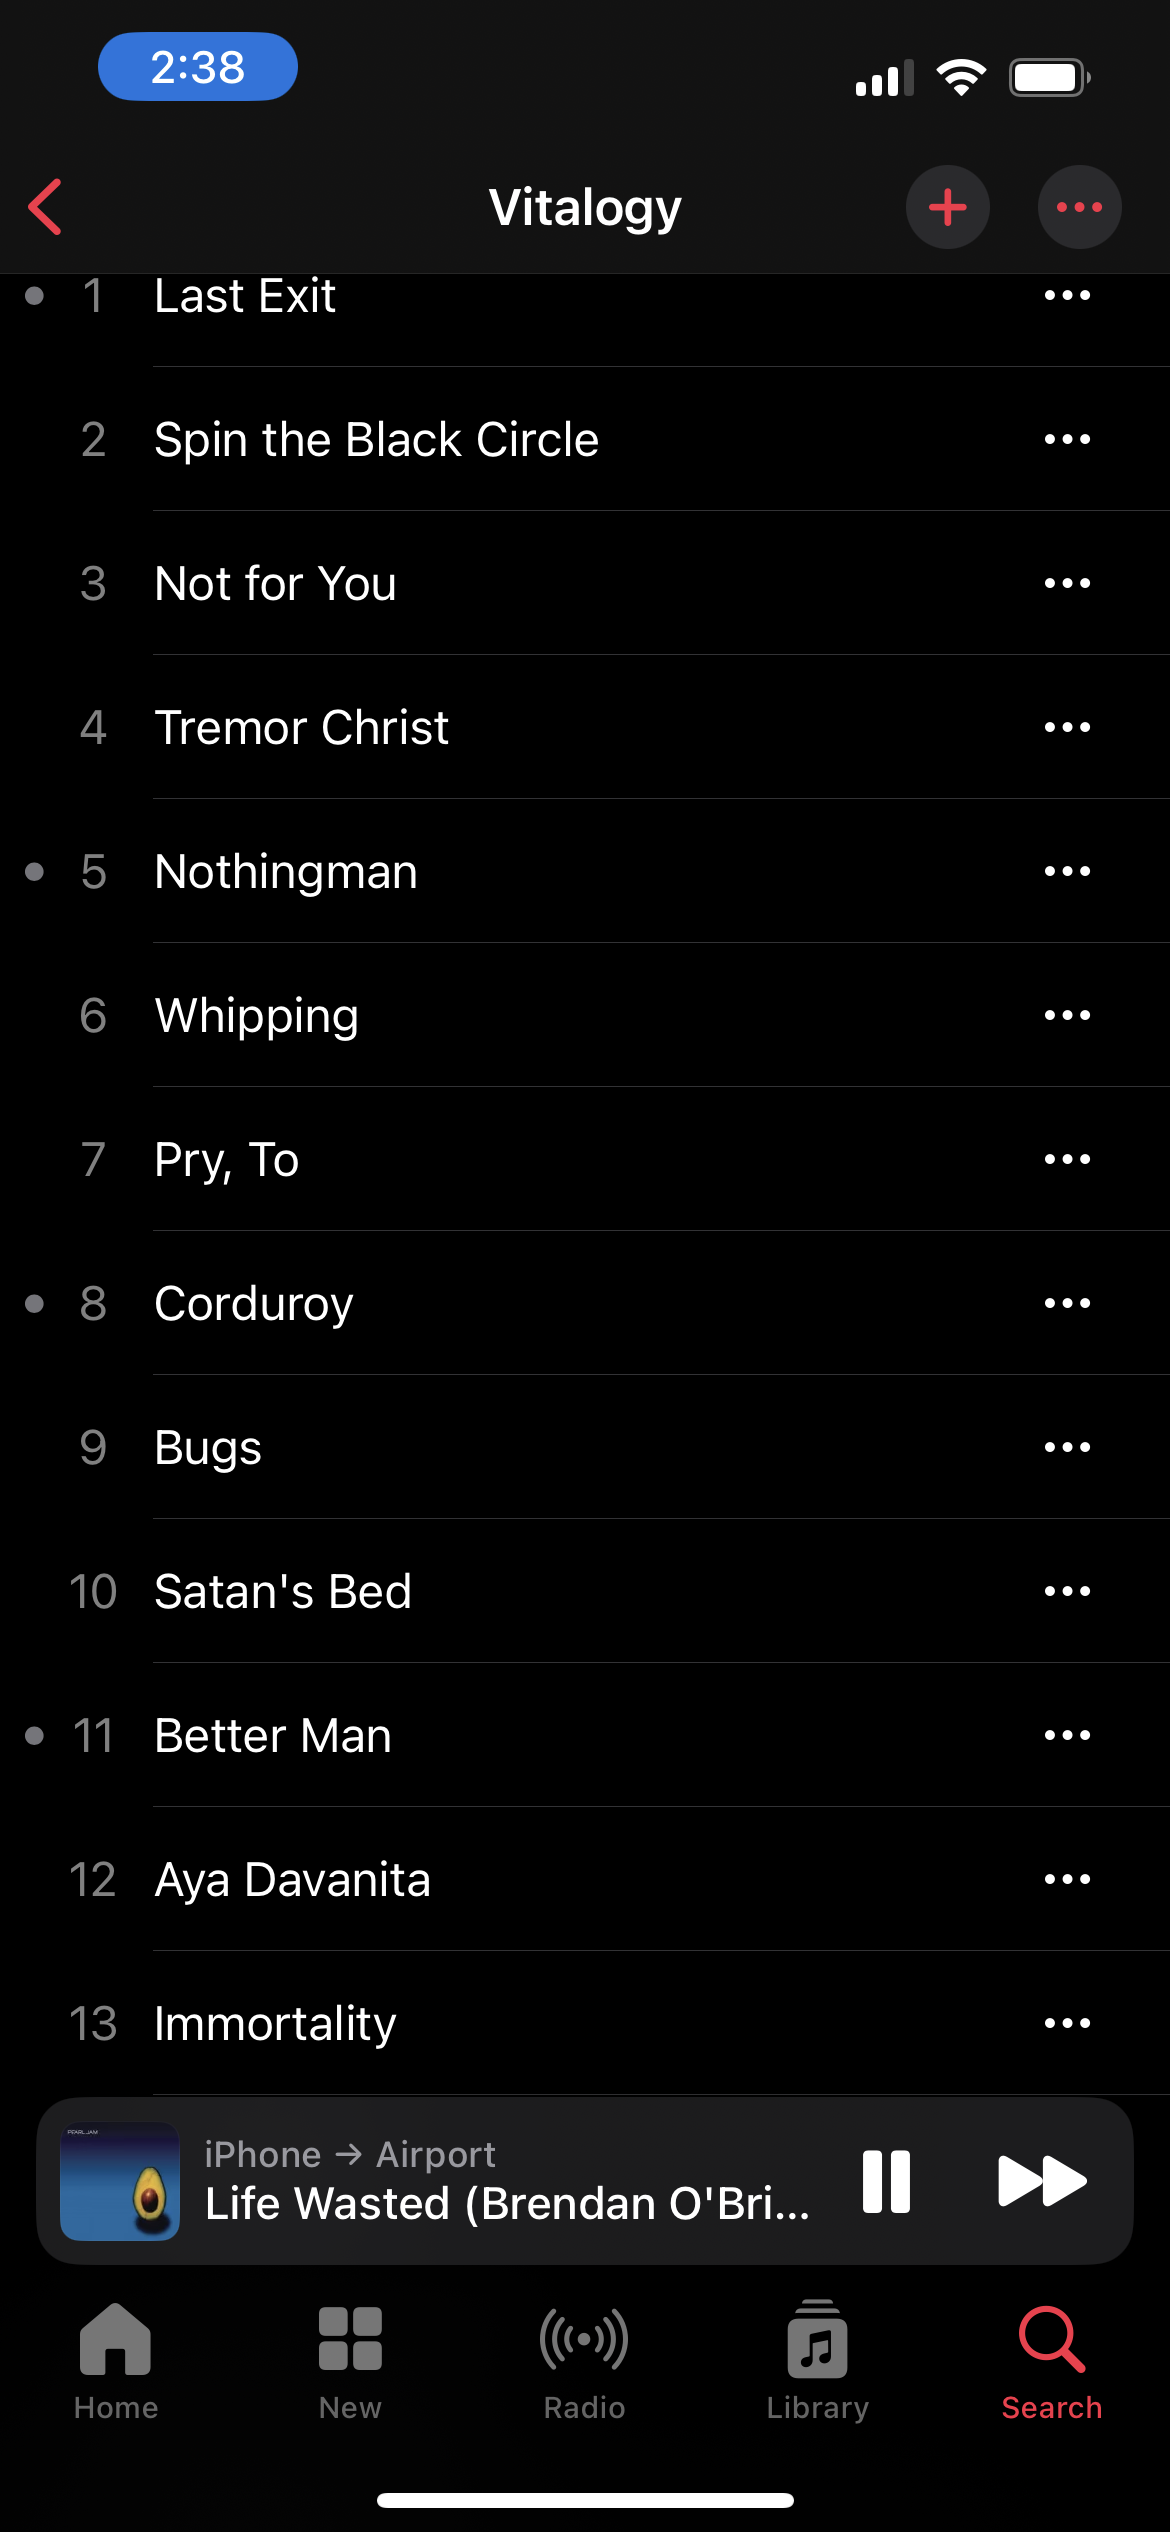 2:38
Vitalogy
1 Last Exit
2 Spin the Black Circle
3 Not for You
4 Tremor Christ
5 Nothingman
6 Whipping
7 Pry, To
8 Corduroy
9 Bugs
10 Satan's Bed
11 Better Man
12 Aya Davanita
13 Immortality
PEARL JAM
iPhone → Airport
Life Wasted (Brendan O'Bri...
Home New Radio Library Search